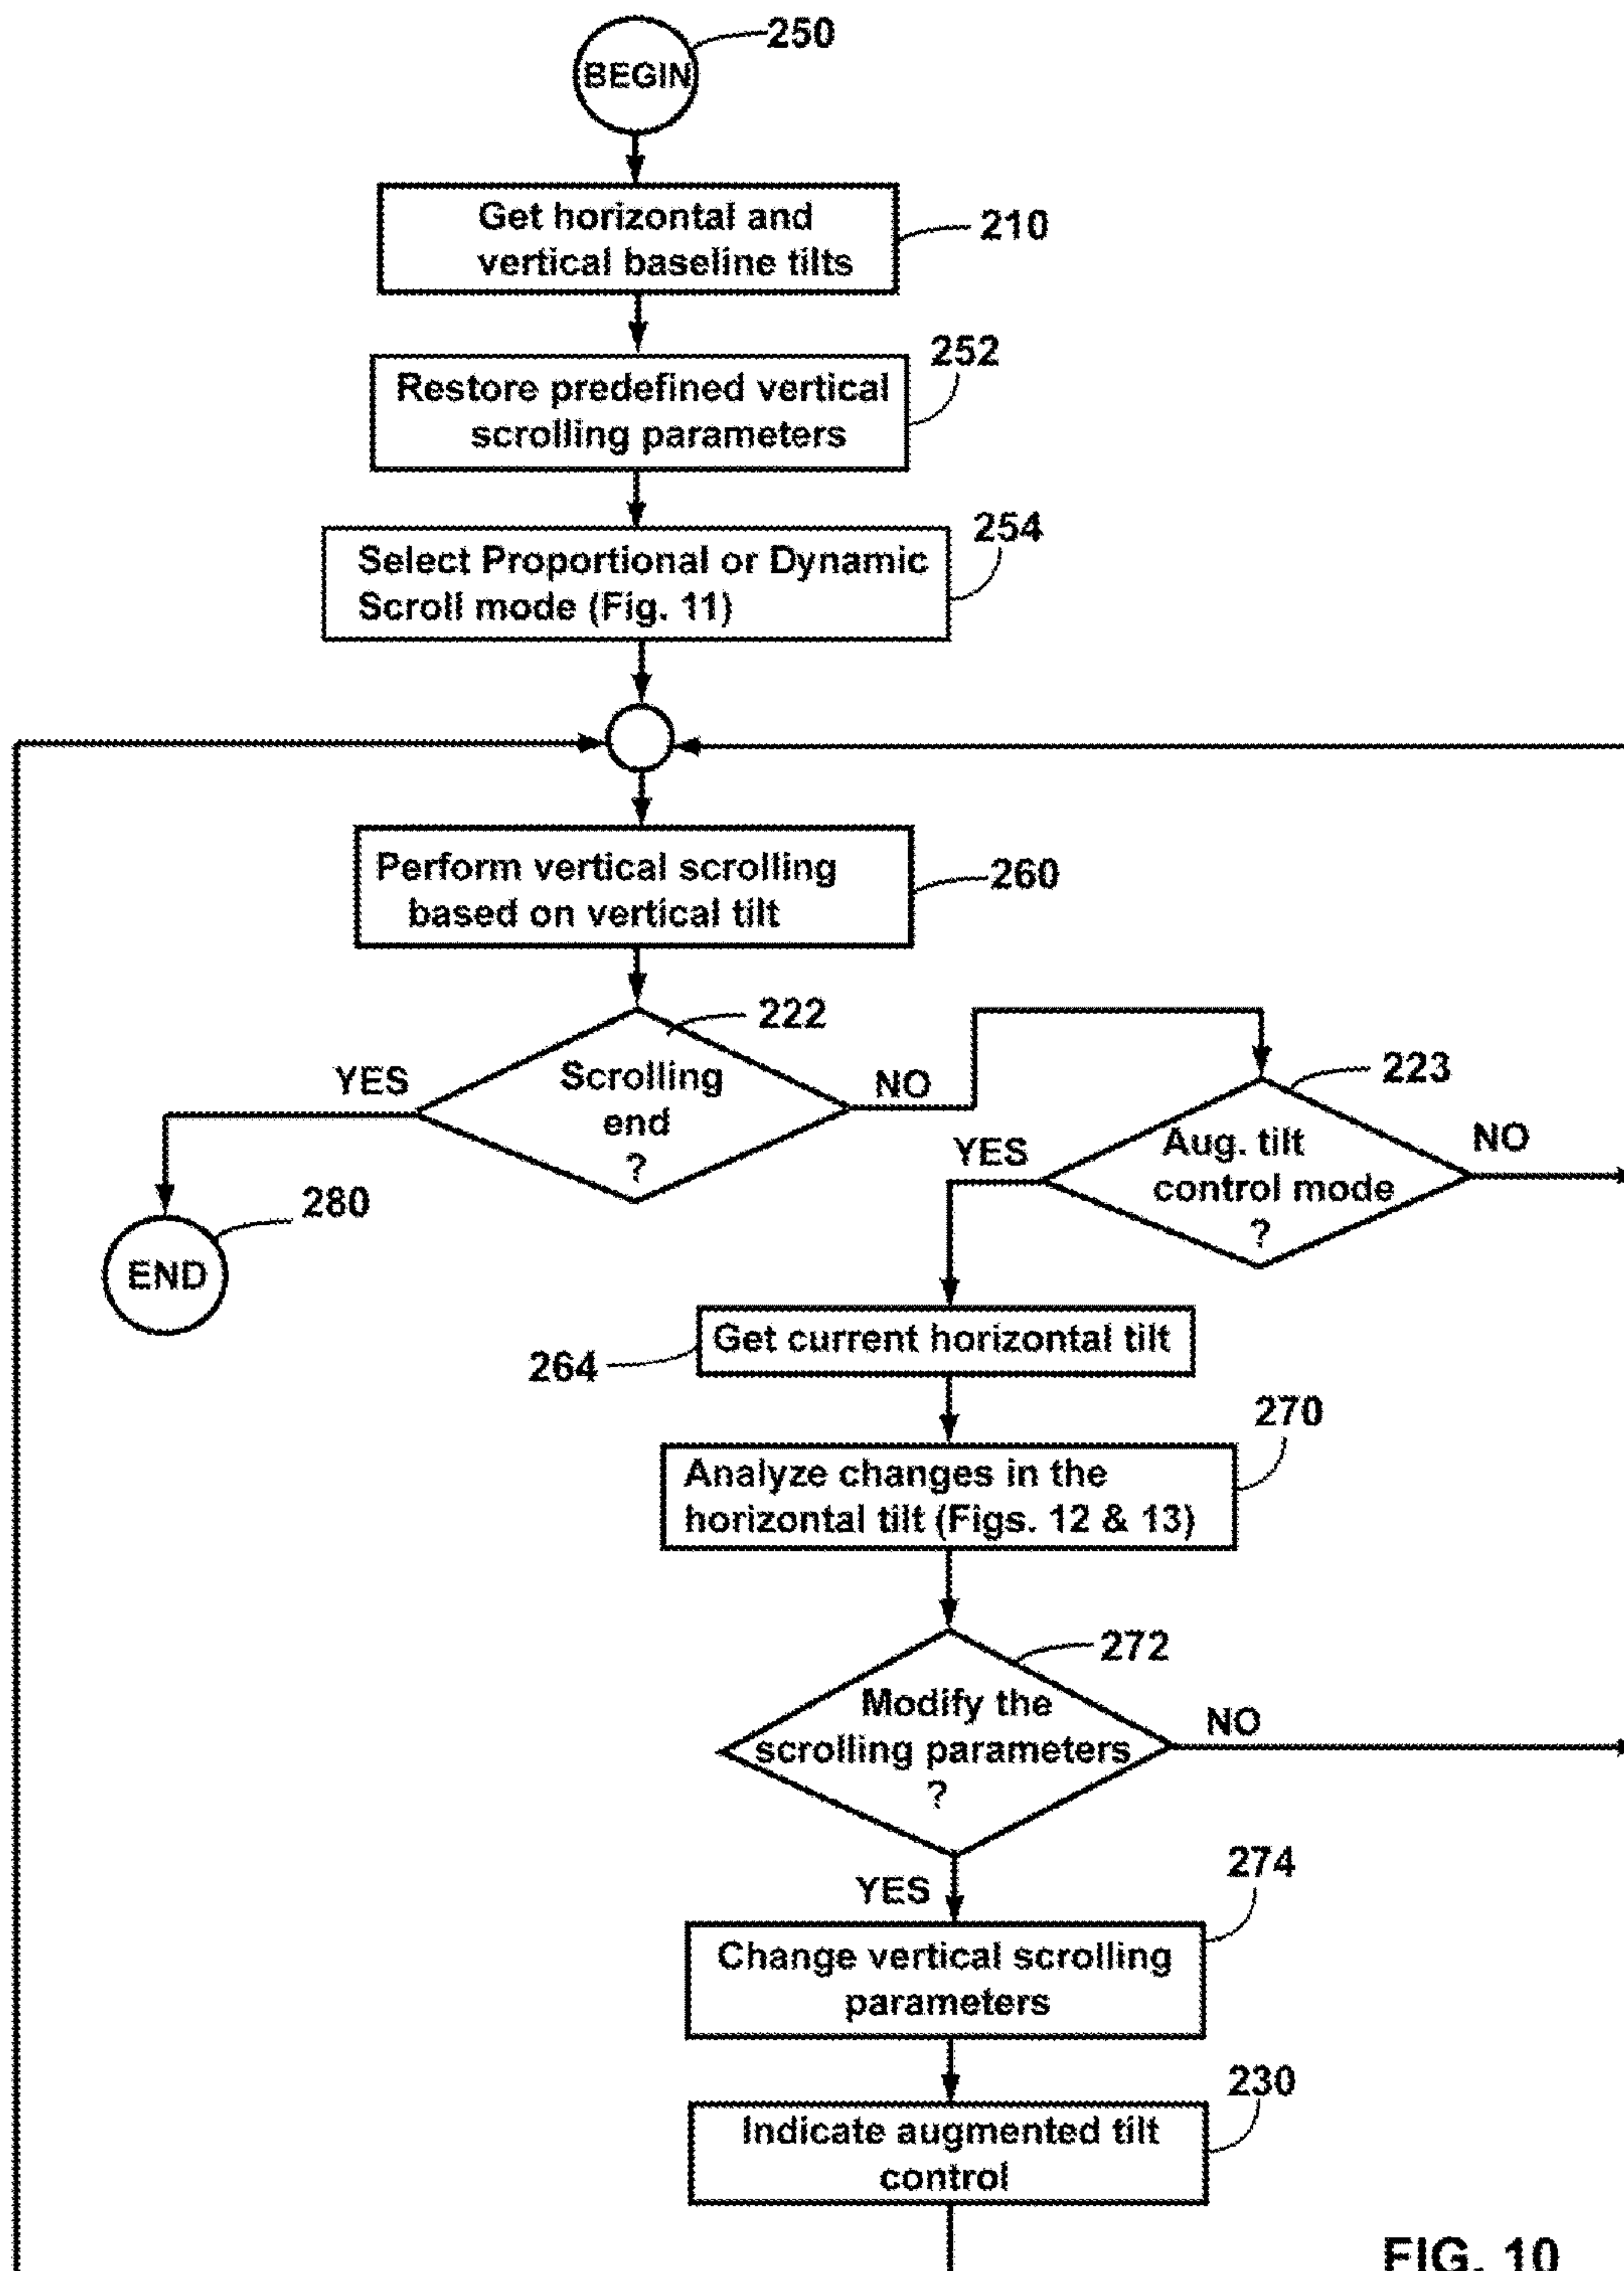 250
BEGIN
Get horizontal and
vertical baseline tilts
210
252
Restore predefined vertical
scrolling parameters
254
Select Proportional or Dynamic
Scroll mode (Fig. 11)
Perform vertical scrolling
based on vertical tilt
260
222
Scrolling
end
?
YES
NO
223
Aug. tilt
control mode
?
YES
NO
280
END
Get current horizontal tilt
264
270
Analyze changes in the
horizontal tilt (Figs. 12 & 13)
272
Modify the
scrolling parameters
?
NO
YES
274
Change vertical scrolling
parameters
230
Indicate augmented tilt
control
FIG. 10